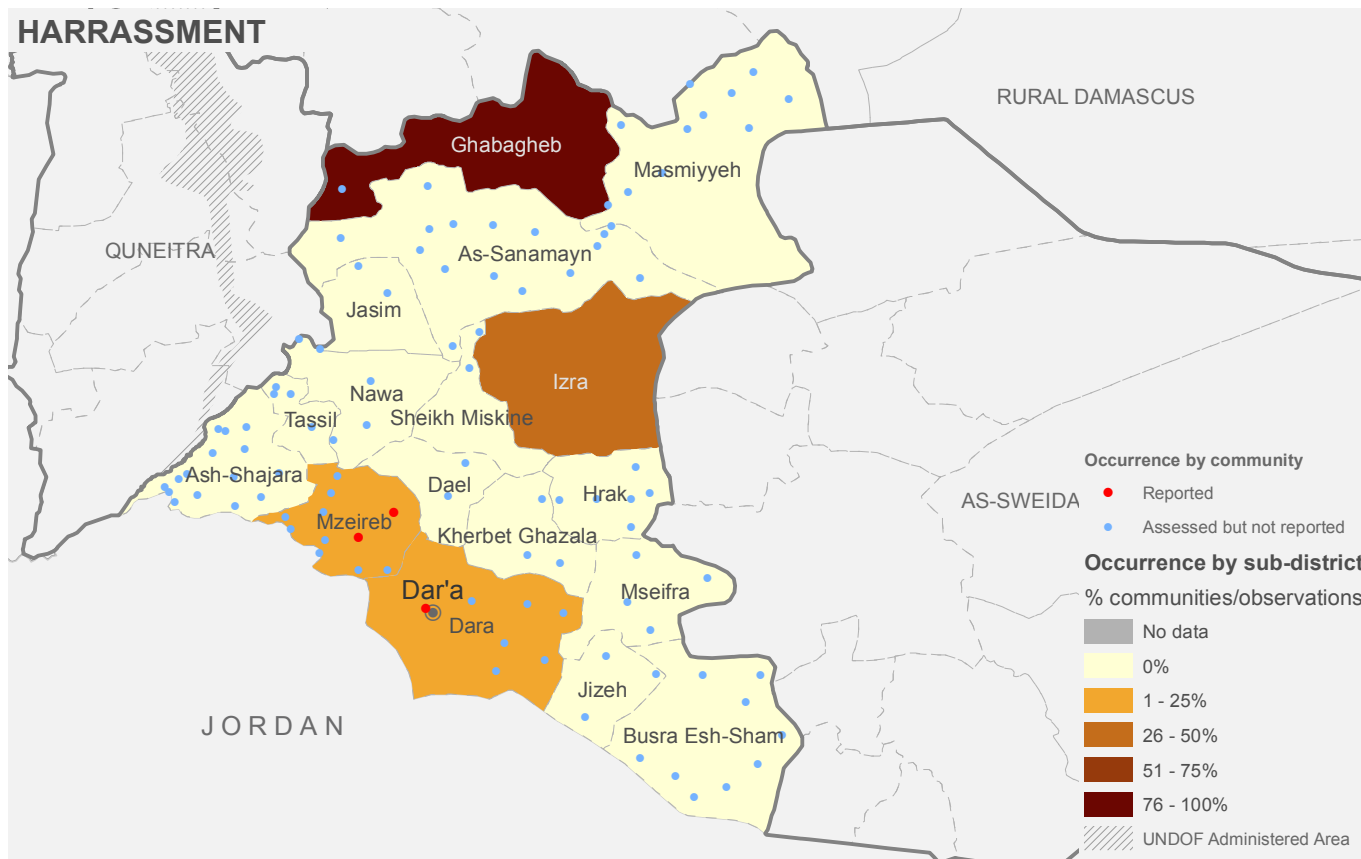 HARRASSMENT
RURAL DAMASCUS
Ghabagheb
Masmiyyeh
QUNEITRA
As-Sanamayn
Jasim
Izra
Nawa
Tassil
Sheikh Miskine
Ash-Shajara
Dael
Hrak
Mzeireb
Kherbet Ghazala
Dar'a
Dara
Mseifra
Jizeh
Busra Esh-Sham
JORDAN
AS-SWEIDA
Occurrence by community
Reported
Assessed but not reported
Occurrence by sub-district
% communities/observations
No data
0%
1 - 25%
26 - 50%
51 - 75%
76 - 100%
UNDOF Administered Area